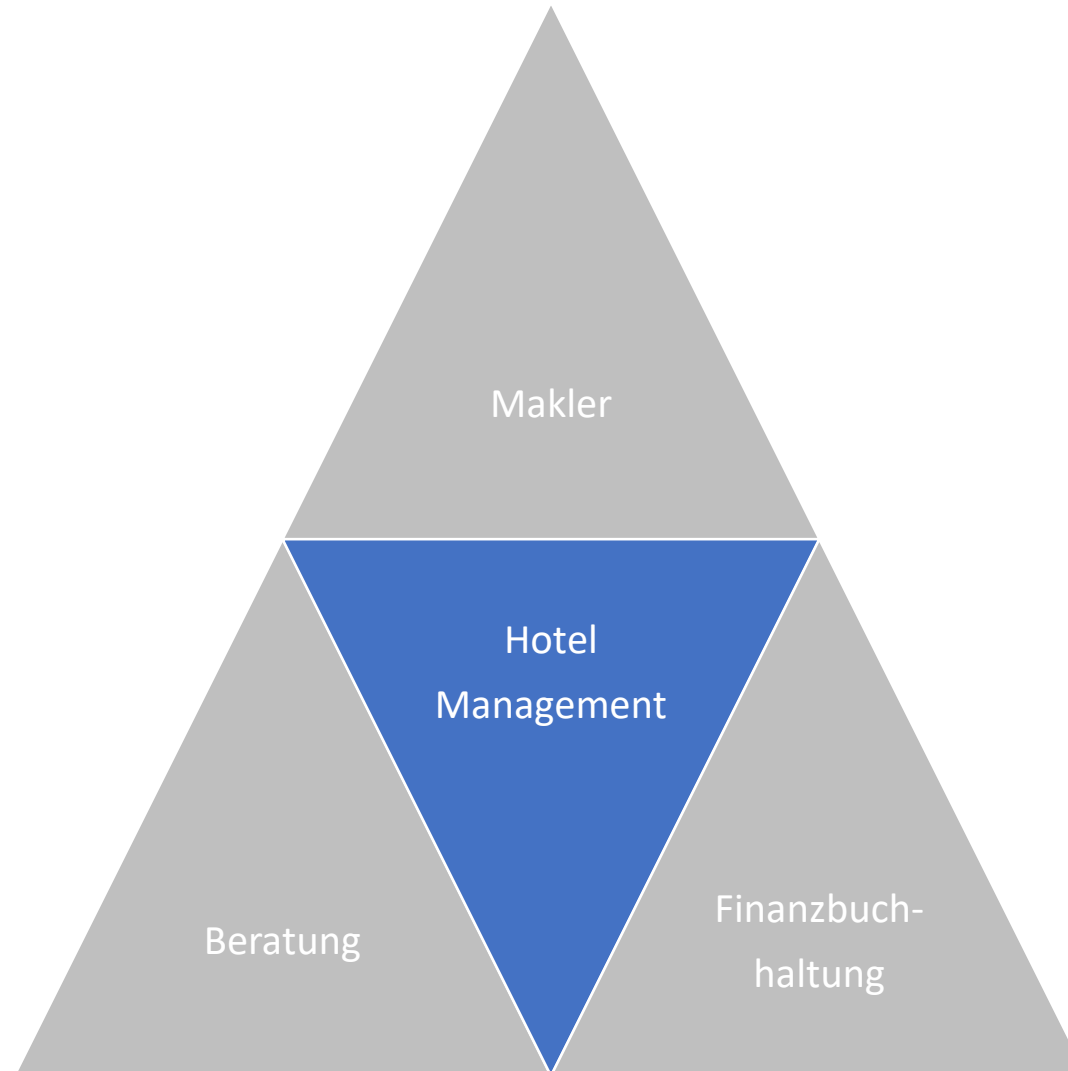 Makler
Hotel
Management
Beratung
Finanzbuch-
haltung